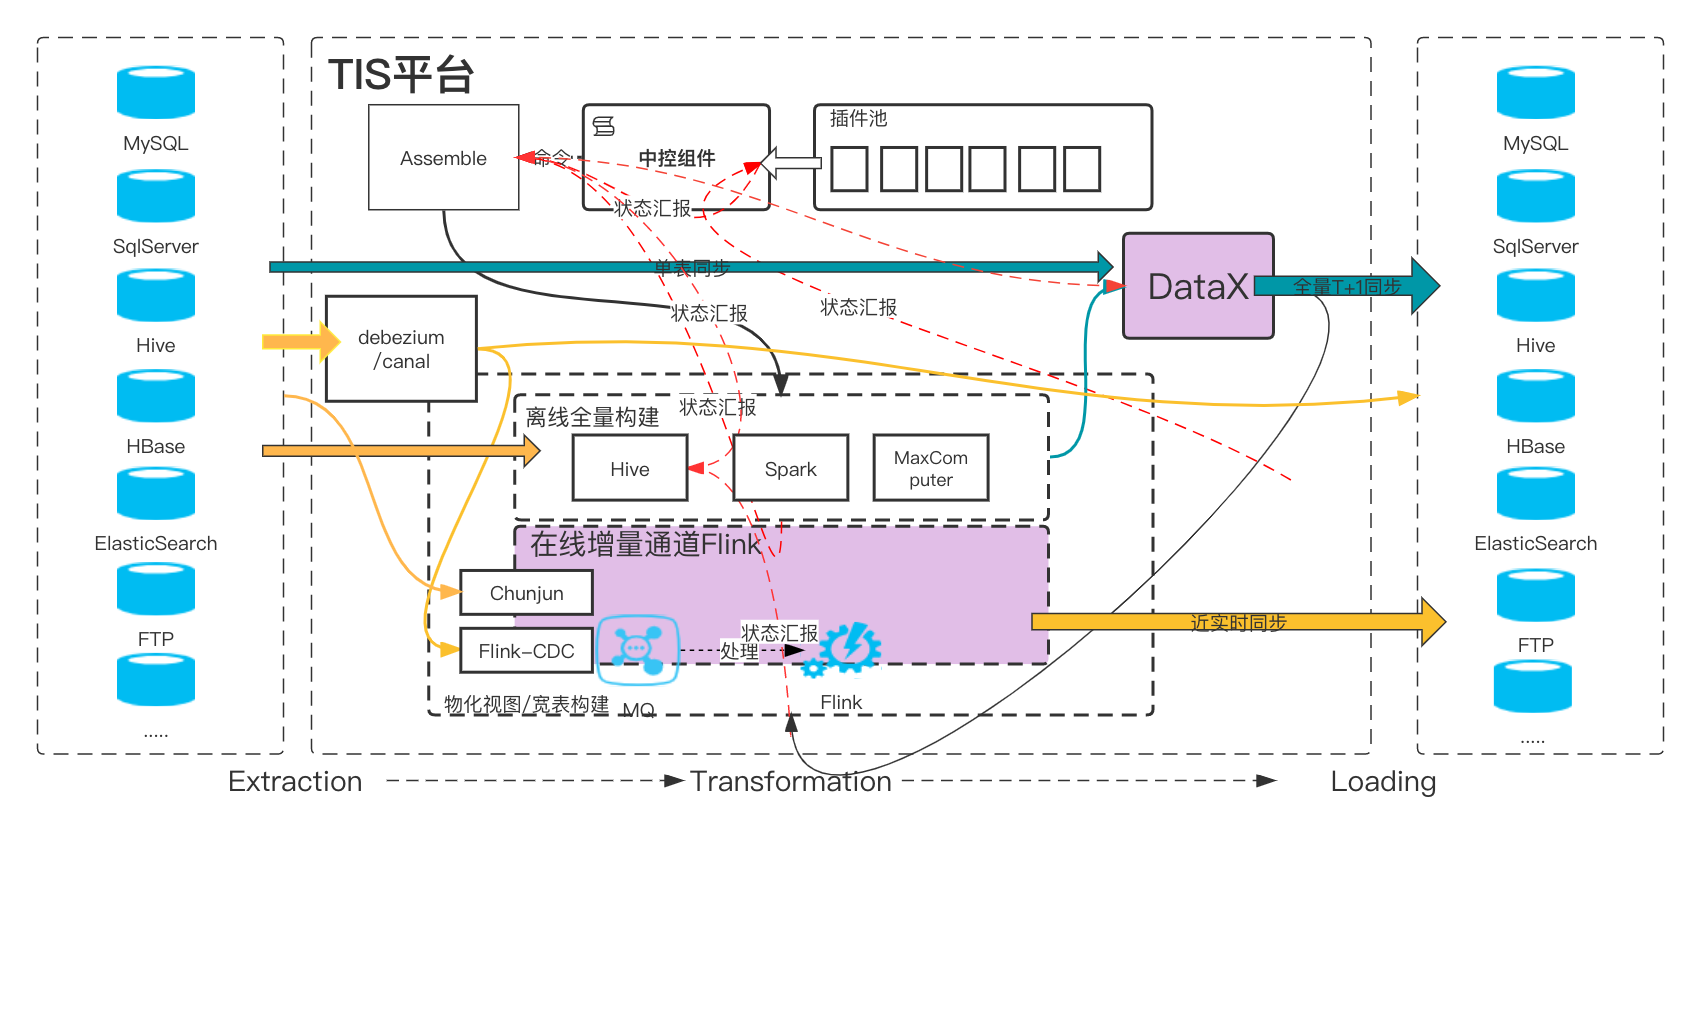 MySQL
SqlServer
Hive
HBase
ElasticSearch
FTP
.....
TIS平台
Assemble
命令
中控组件
插件池
状态汇报
单表同步
DataX
全量T+1同步
状态汇报
状态汇报
debezium
/canal
状态汇报
离线全量构建
Hive
Spark
MaxCom
puter
在线增量通道Flink
Chunjun
Flink-CDC
状态汇报
处理
近实时同步
物化视图/宽表构建
MQ
Flink
MySQL
SqlServer
Hive
HBase
ElasticSearch
FTP
.....
Extraction
Transformation
Loading